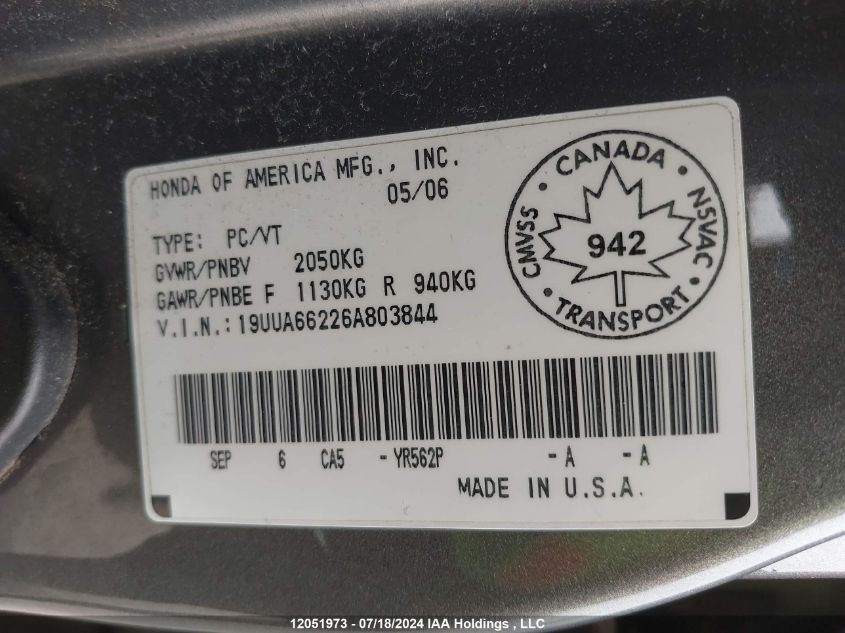 HONDA OF AMERICA MFG., INC.
05/06
TYPE: PC/VT
GVWR/PNBV 2050KG
GAWR/PNBE F 1130KG R 940KG
V.I.N.: 19UUA66226A803844
CANADA
CMVSS
NSVAC
942
TRANSPORT
SEP 6 CA5 - YR562P - A - A
MADE IN U.S.A.
12051973 - 07/18/2024 IAA Holdings , LLC